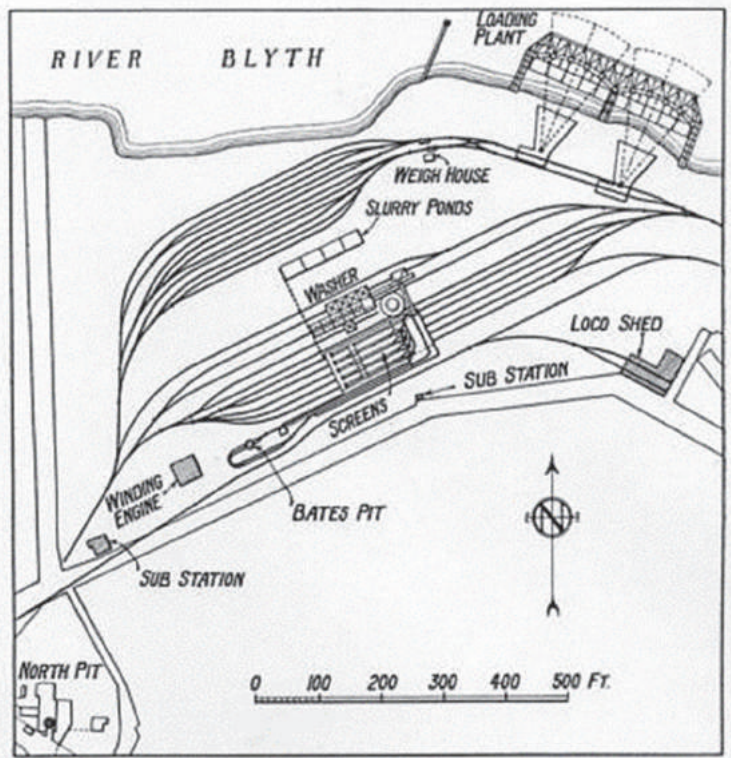 LOADING
PLANT
RIVER BLYTH
WEIGH HOUSE
SLURRY PONDS
WASHER
LOCO SHED
SUB STATION
SCREENS
WINDING
ENGINE
BATES PIT
N
SUB STATION
NORTH PIT
0 100 200 300 400 500 FT.